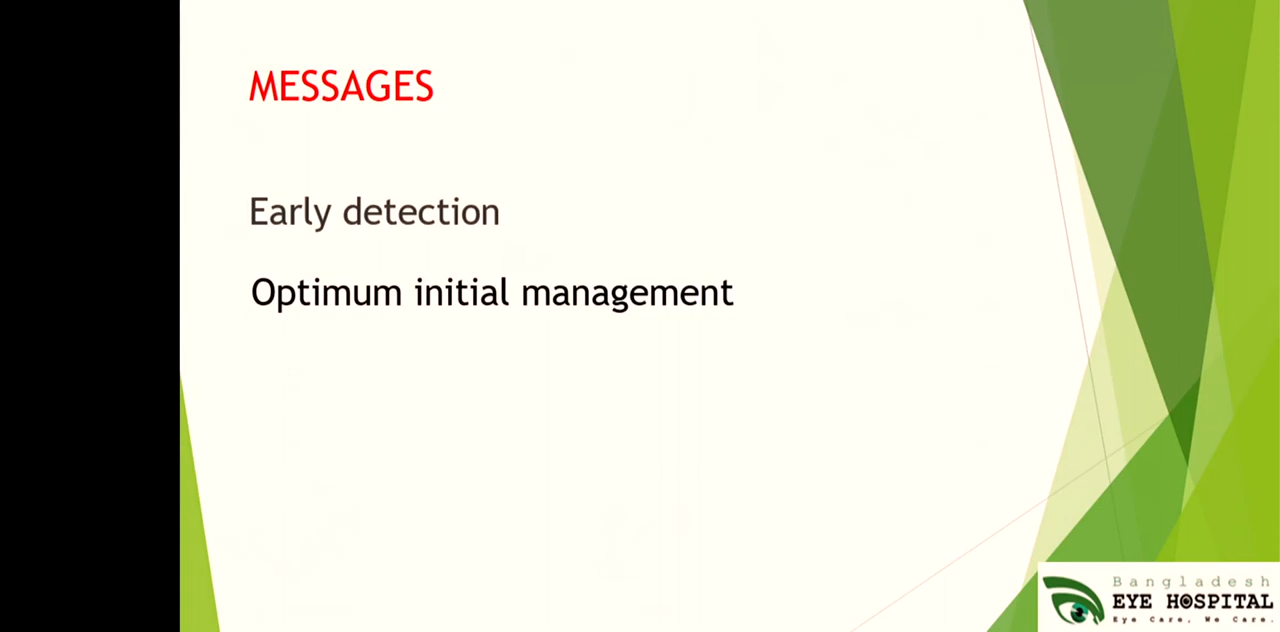 MESSAGES
Early detection
Optimum initial management
Bangladesh
EYE HOSPITAL
Eye Care, We Care.